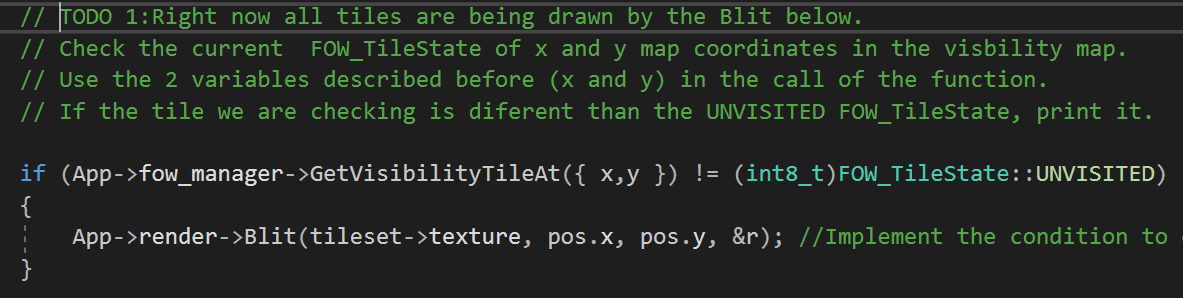 // TODO 1:Right now all tiles are being drawn by the Blit below.
// Check the current  FOW_TileState of x and y map coordinates in the visbility map.
// Use the 2 variables described before (x and y) in the call of the function.
// If the tile we are checking is diferent than the UNVISITED FOW_TileState, print it.
if (App->fow_manager->GetVisibilityTileAt({ x,y }) != (int8_t)FOW_TileState::UNVISITED)
{
App->render->Blit(tileset->texture, pos.x, pos.y, &r); //Implement the condition to
}